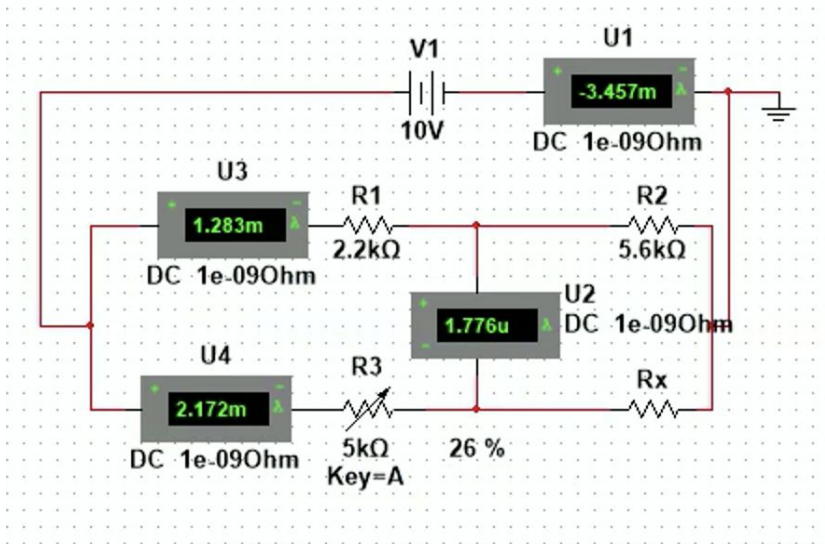 U1
V1
-3.457m
10V
DC 1e-09Ohm
U3
R1
R2
1.283m
2.2kΩ
5.6kΩ
DC 1e-09Ohm
U2
1.776u
DC 1e-09Ohm
U4
R3
Rx
2.172m
DC 1e-09Ohm
5kΩ
26 %
Key=A